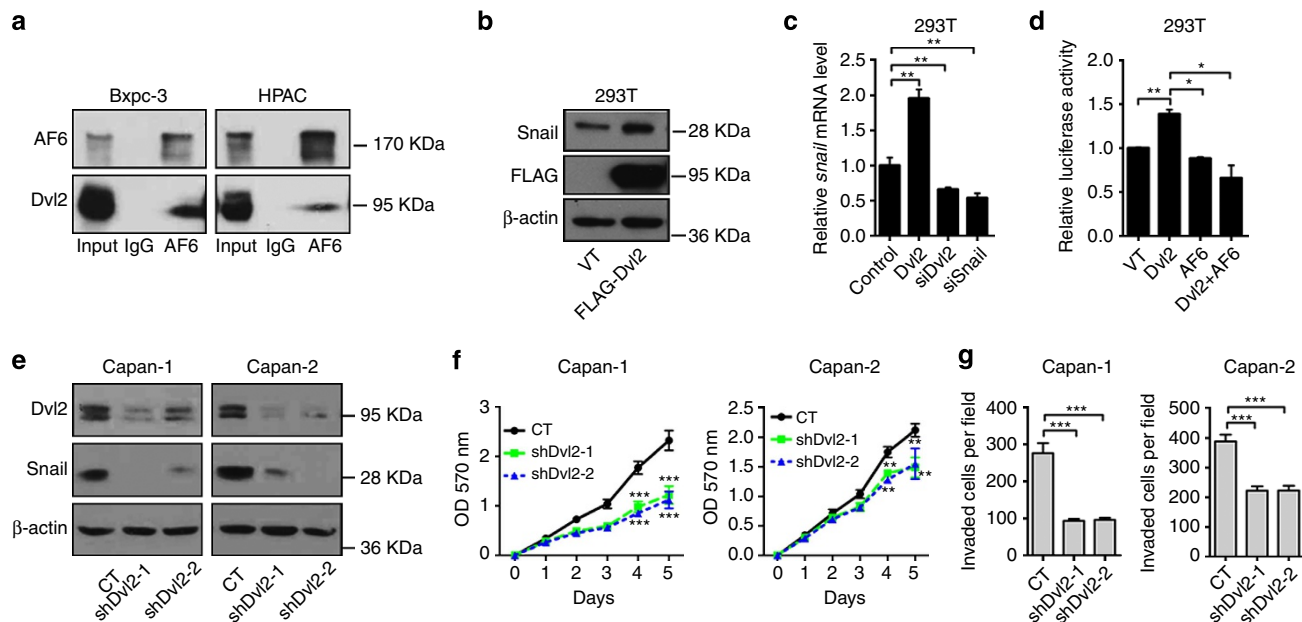 a
Bxpc-3 HPAC
AF6
170 KDa
Dvl2
95 KDa
Input IgG AF6 Input IgG AF6
b
293T
Snail
28 KDa
FLAG
95 KDa
β-actin
36 KDa
VT
FLAG-Dvl2
c
293T
Relative snail mRNA level
2.5
2.0
1.5
1.0
0.5
0.0
**
**
**
Control
Dvl2
siDvl2
siSnail
d
293T
Relative luciferase activity
2.0
1.5
1.0
0.5
0.0
*
*
**
VT
Dvl2
AF6
Dvl2+AF6
e
Capan-1 Capan-2
Dvl2
95 KDa
Snail
28 KDa
β-actin
36 KDa
CT
shDvl2-1
shDvl2-2
CT
shDvl2-1
shDvl2-2
f
Capan-1
OD 570 nm
3
2
1
0
CT
shDvl2-1
shDvl2-2
***
***
***
***
0 1 2 3 4 5
Days
Capan-2
OD 570 nm
2.5
2.0
1.5
1.0
0.5
0.0
CT
shDvl2-1
shDvl2-2
**
**
**
**
0 1 2 3 4 5
Days
g
Capan-1
Invaded cells per field
400
300
200
100
0
***
***
CT
shDvl2-1
shDvl2-2
Capan-2
Invaded cells per field
500
400
300
200
100
0
***
***
CT
shDvl2-1
shDvl2-2